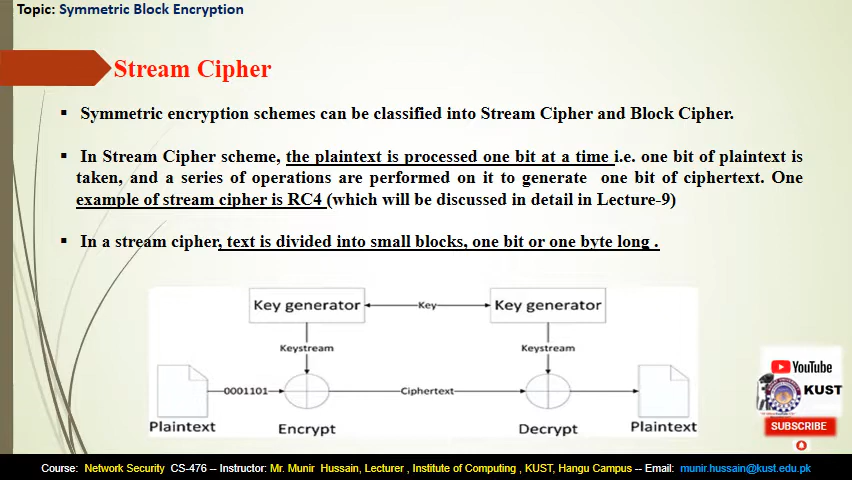 Topic: Symmetric Block Encryption
Stream Cipher
▪ Symmetric encryption schemes can be classified into Stream Cipher and Block Cipher.
▪ In Stream Cipher scheme, the plaintext is processed one bit at a time i.e. one bit of plaintext is
taken, and a series of operations are performed on it to generate one bit of ciphertext. One
example of stream cipher is RC4 (which will be discussed in detail in Lecture-9)
▪ In a stream cipher, text is divided into small blocks, one bit or one byte long .
Key generator
Key
Key generator
Keystream
Keystream
0001101
Ciphertext
Plaintext
Encrypt
Decrypt
Plaintext
YouTube
KUST
SUBSCRIBE
Course: Network Security CS-476 -- Instructor: Mr. Munir Hussain, Lecturer , Institute of Computing , KUST, Hangu Campus -- Email: munir.hussain@kust.edu.pk